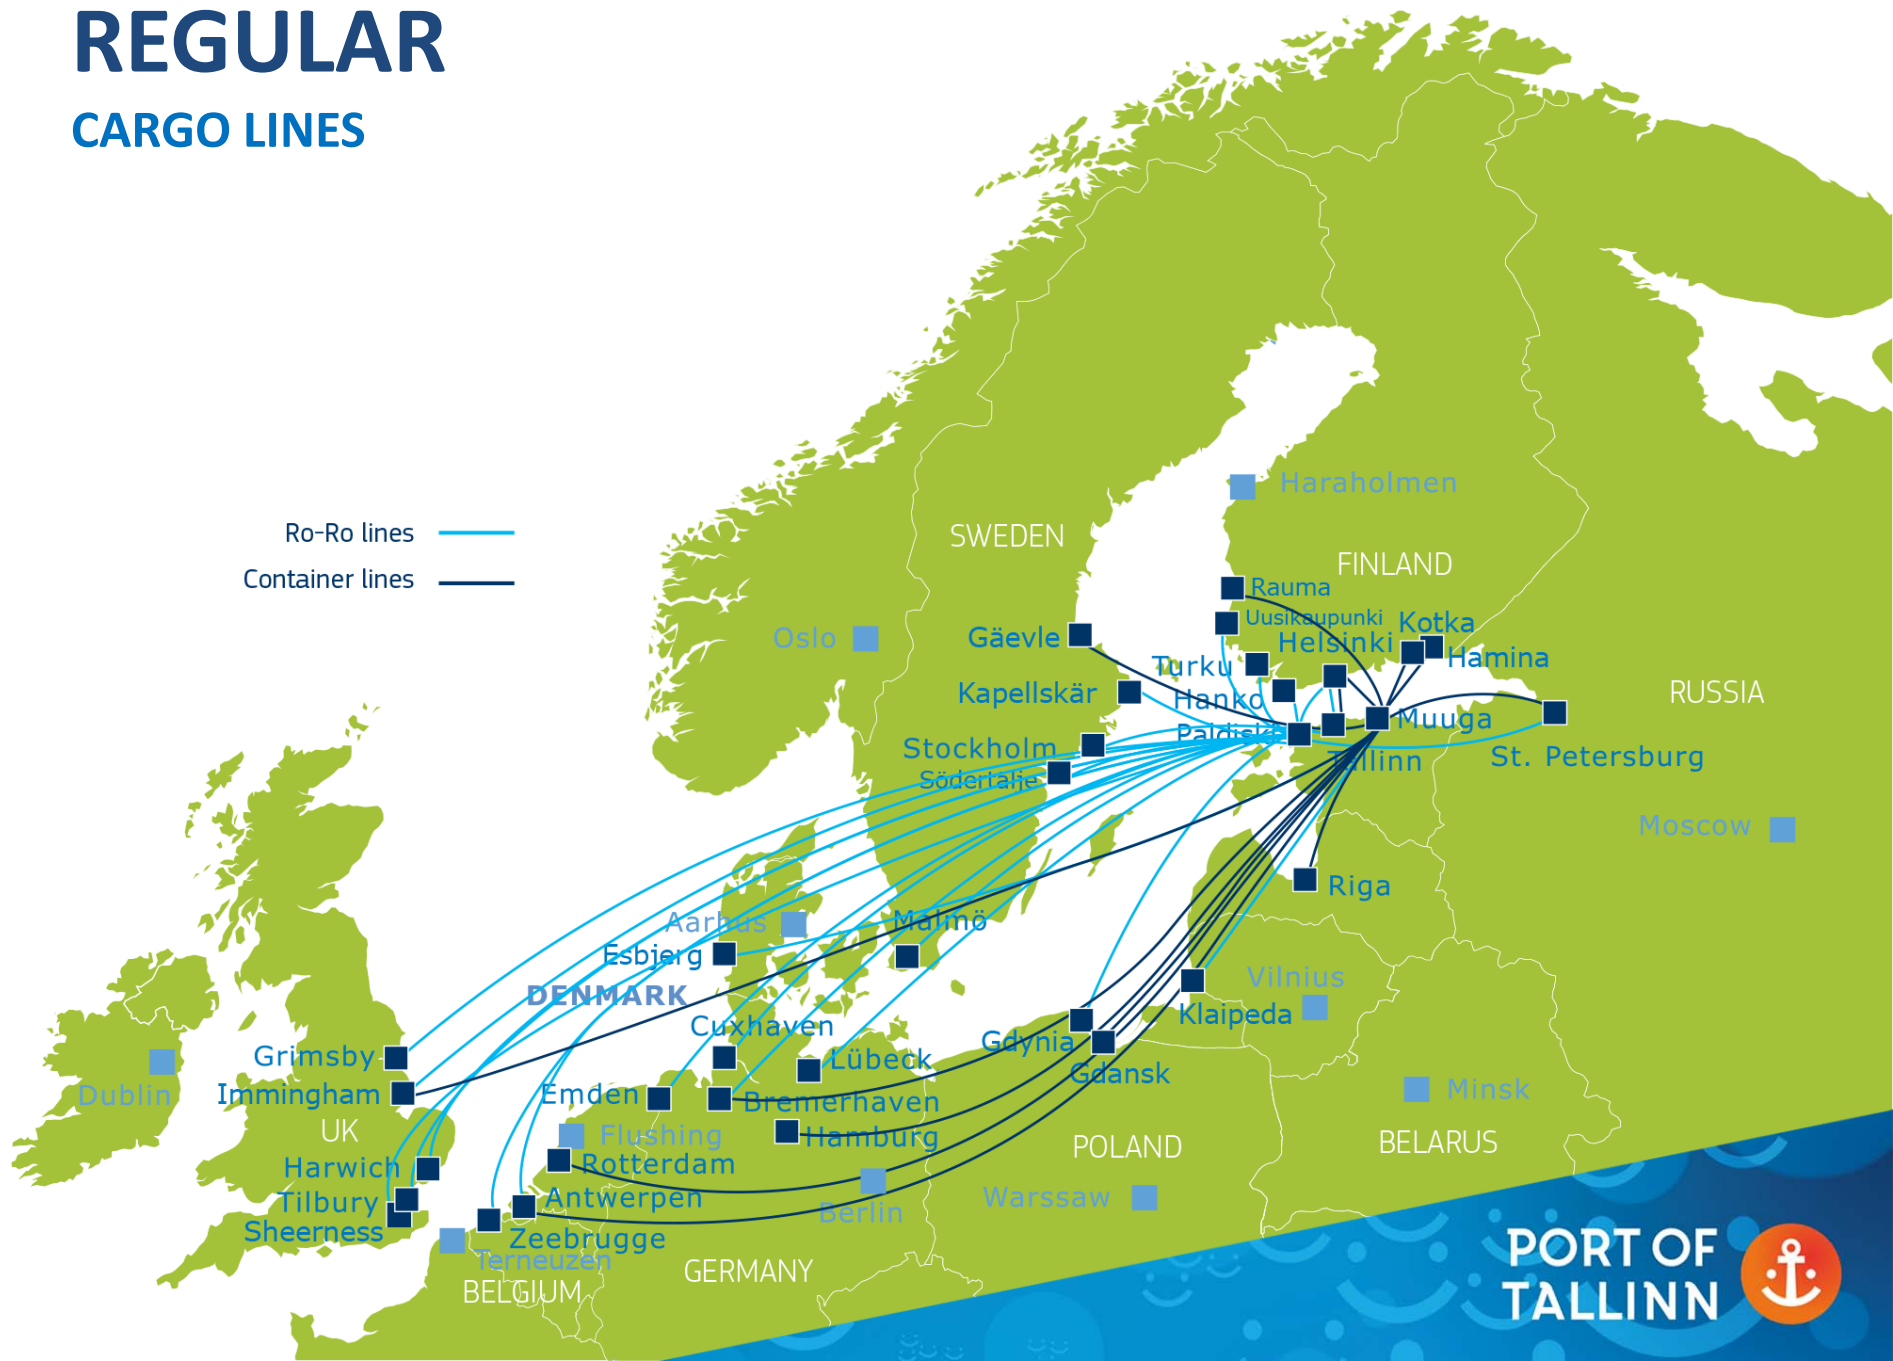 REGULAR
CARGO LINES
Haraholmen
Ro-Ro lines
SWEDEN
FINLAND
Container lines
Rauma
Uusikaupunki
Kotka
Oslo
Gäevle
Helsinki
Hamina
Turku
Kapellskär
Hanko
RUSSIA
Muuga
Paldiski
Stockholm
Tallinn
St. Petersburg
Södertälje
Moscow
Riga
Aarhus
Malmö
Esbjerg
Vilnius
DENMARK
Klaipeda
Cuxhaven
Gdynia
Grimsby
Lübeck
Gdansk
Dublin
Immingham
Emden
Bremerhaven
Minsk
UK
Flushing
Hamburg
POLAND
BELARUS
Harwich
Rotterdam
Tilbury
Antwerpen
Berlin
Warssaw
Sheerness
Zeebrugge
Terneuzen
GERMANY
BELGIUM
PORT OF
TALLINN